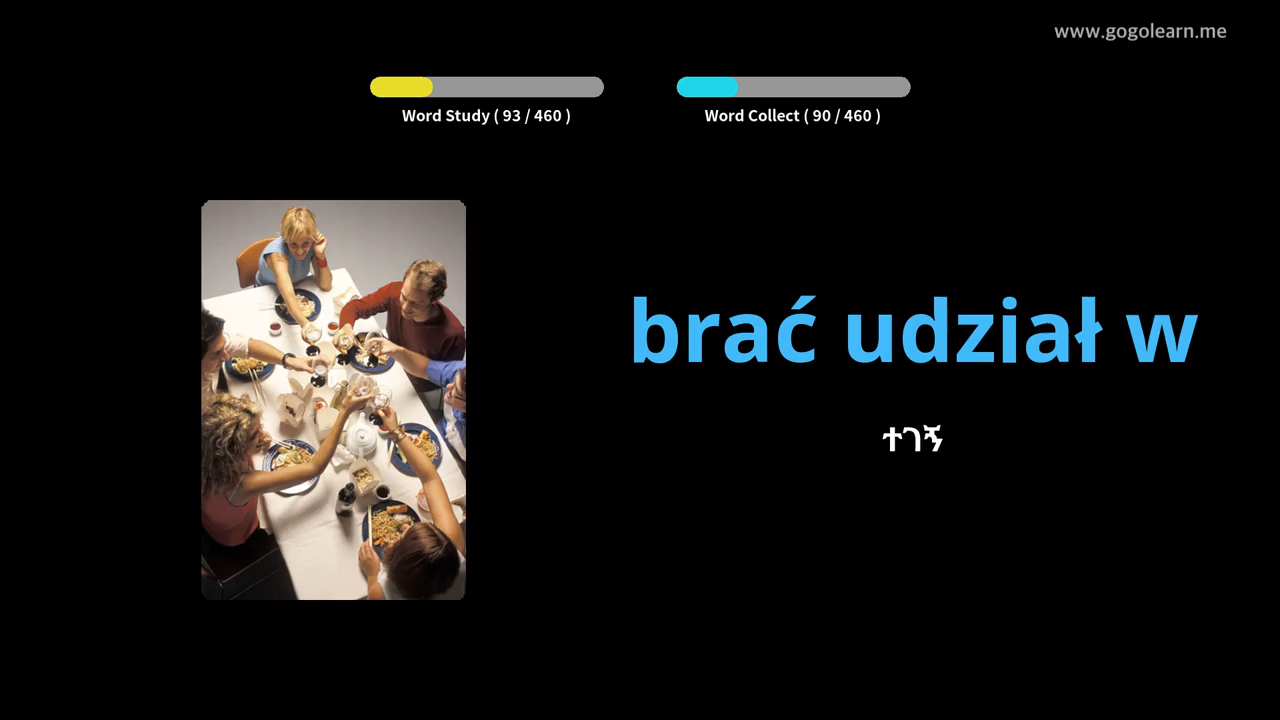 www.gogolearn.me
Word Study ( 93 / 460 )
Word Collect ( 90 / 460 )
brać udział w
ተገኝ